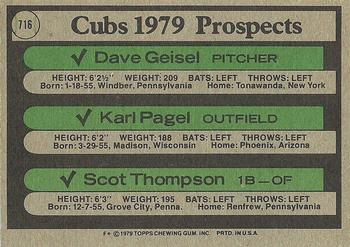 716
Cubs 1979 Prospects
Dave Geisel PITCHER
HEIGHT: 6'2½" WEIGHT: 209 BATS: LEFT THROWS: LEFT
Born: 1-18-55, Windber, Pennsylvania Home: Tonawanda, New York
Karl Pagel OUTFIELD
HEIGHT: 6'2" WEIGHT: 188 BATS: LEFT THROWS: LEFT
Born: 3-29-55, Madison, Wisconsin Home: Phoenix, Arizona
Scot Thompson 1B—OF
HEIGHT: 6'3" WEIGHT: 195 BATS: LEFT THROWS: LEFT
Born: 12-7-55, Grove City, Penna. Home: Renfrew, Pennsylvania
F* © 1979 TOPPS CHEWING GUM, INC. PRTD. IN U.S.A.